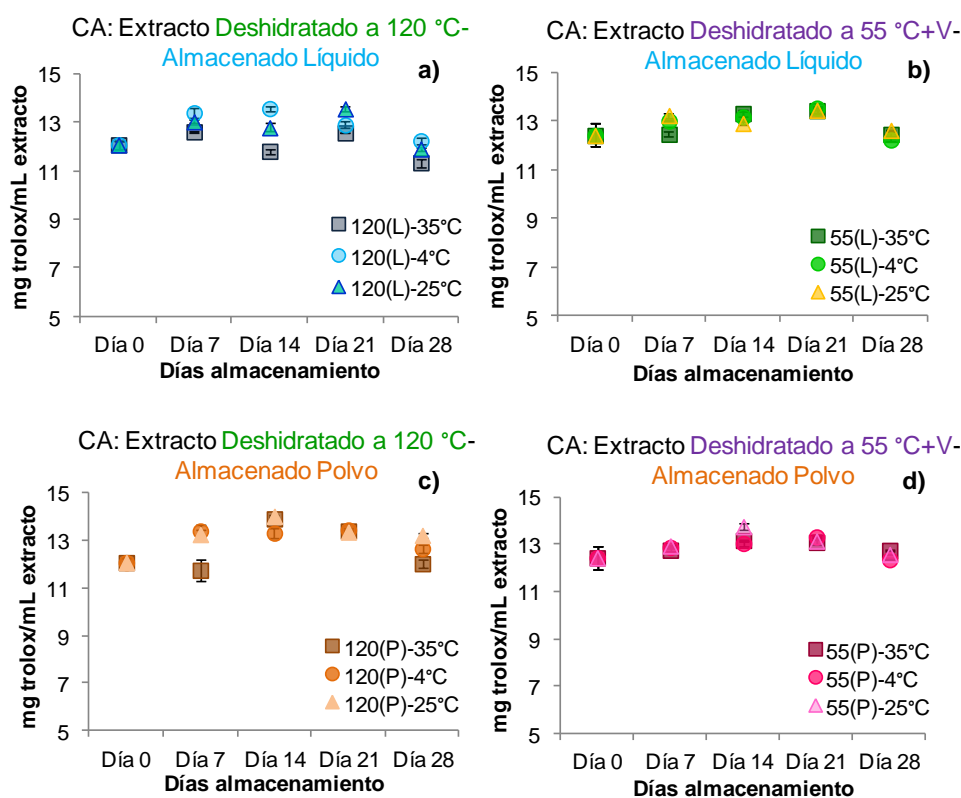 CA: Extracto Deshidratado a 120 °C-
Almacenado Líquido
a)
mg trolox/mL extracto
15
13
11
9
7
5
120(L)-35°C
120(L)-4°C
120(L)-25°C
Día 0 Día 7 Día 14 Día 21 Día 28
Días almacenamiento
CA: Extracto Deshidratado a 55 °C+V-
Almacenado Líquido
b)
mg trolox/mL extracto
15
13
11
9
7
5
55(L)-35°C
55(L)-4°C
55(L)-25°C
Día 0 Día 7 Día 14 Día 21 Día 28
Días almacenamiento
CA: Extracto Deshidratado a 120 °C-
Almacenado Polvo
c)
mg trolox/mL extracto
15
13
11
9
7
5
120(P)-35°C
120(P)-4°C
120(P)-25°C
Día 0 Día 7 Día 14 Día 21 Día 28
Días almacenamiento
CA: Extracto Deshidratado a 55 °C+V-
Almacenado Polvo
d)
mg trolox/mL extracto
15
13
11
9
7
5
55(P)-35°C
55(P)-4°C
55(P)-25°C
Día 0 Día 7 Día 14 Día 21 Día 28
Días almacenamiento